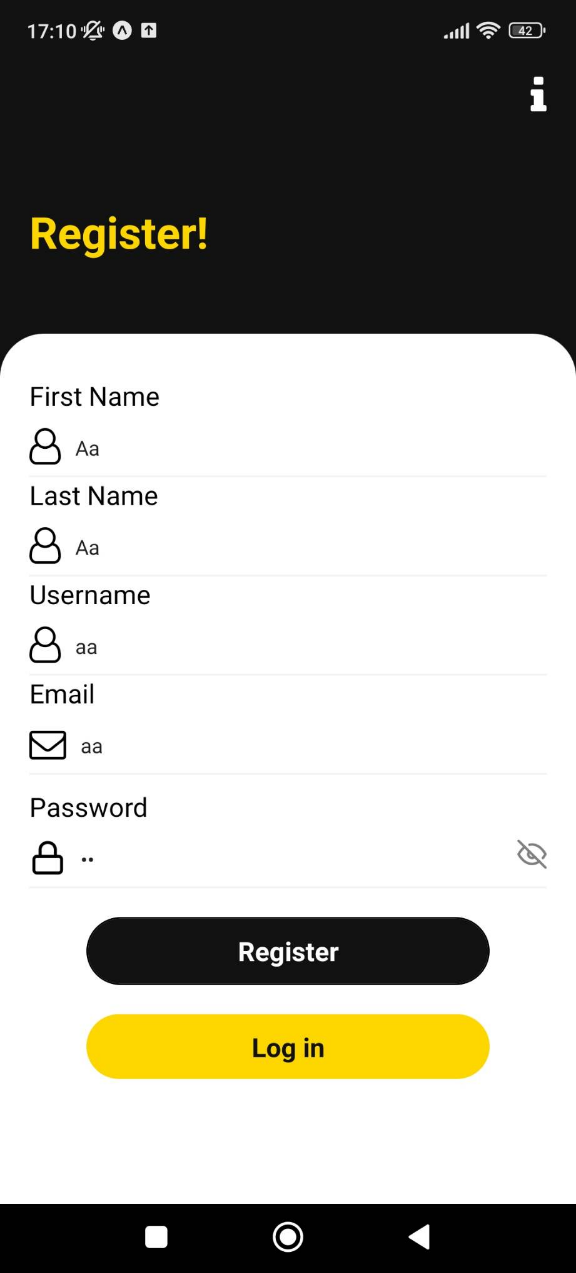 17:10
42
Register!
First Name
Aa
Last Name
Aa
Username
aa
Email
aa
Password
••
Register
Log in